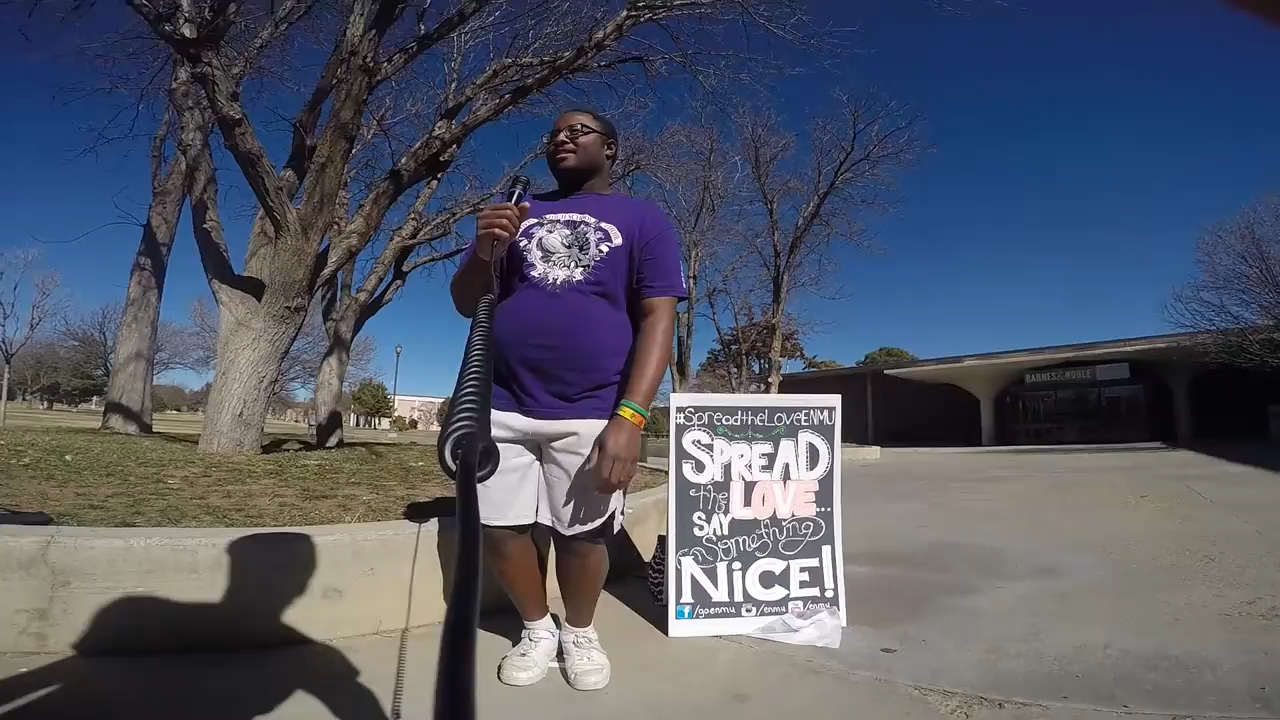 BARNES & NOBLE
#SpreadtheLoveENMU
SPREAD
the LOVE...
SAY
Something
NiCE!
/goenmu /enmu /enmu